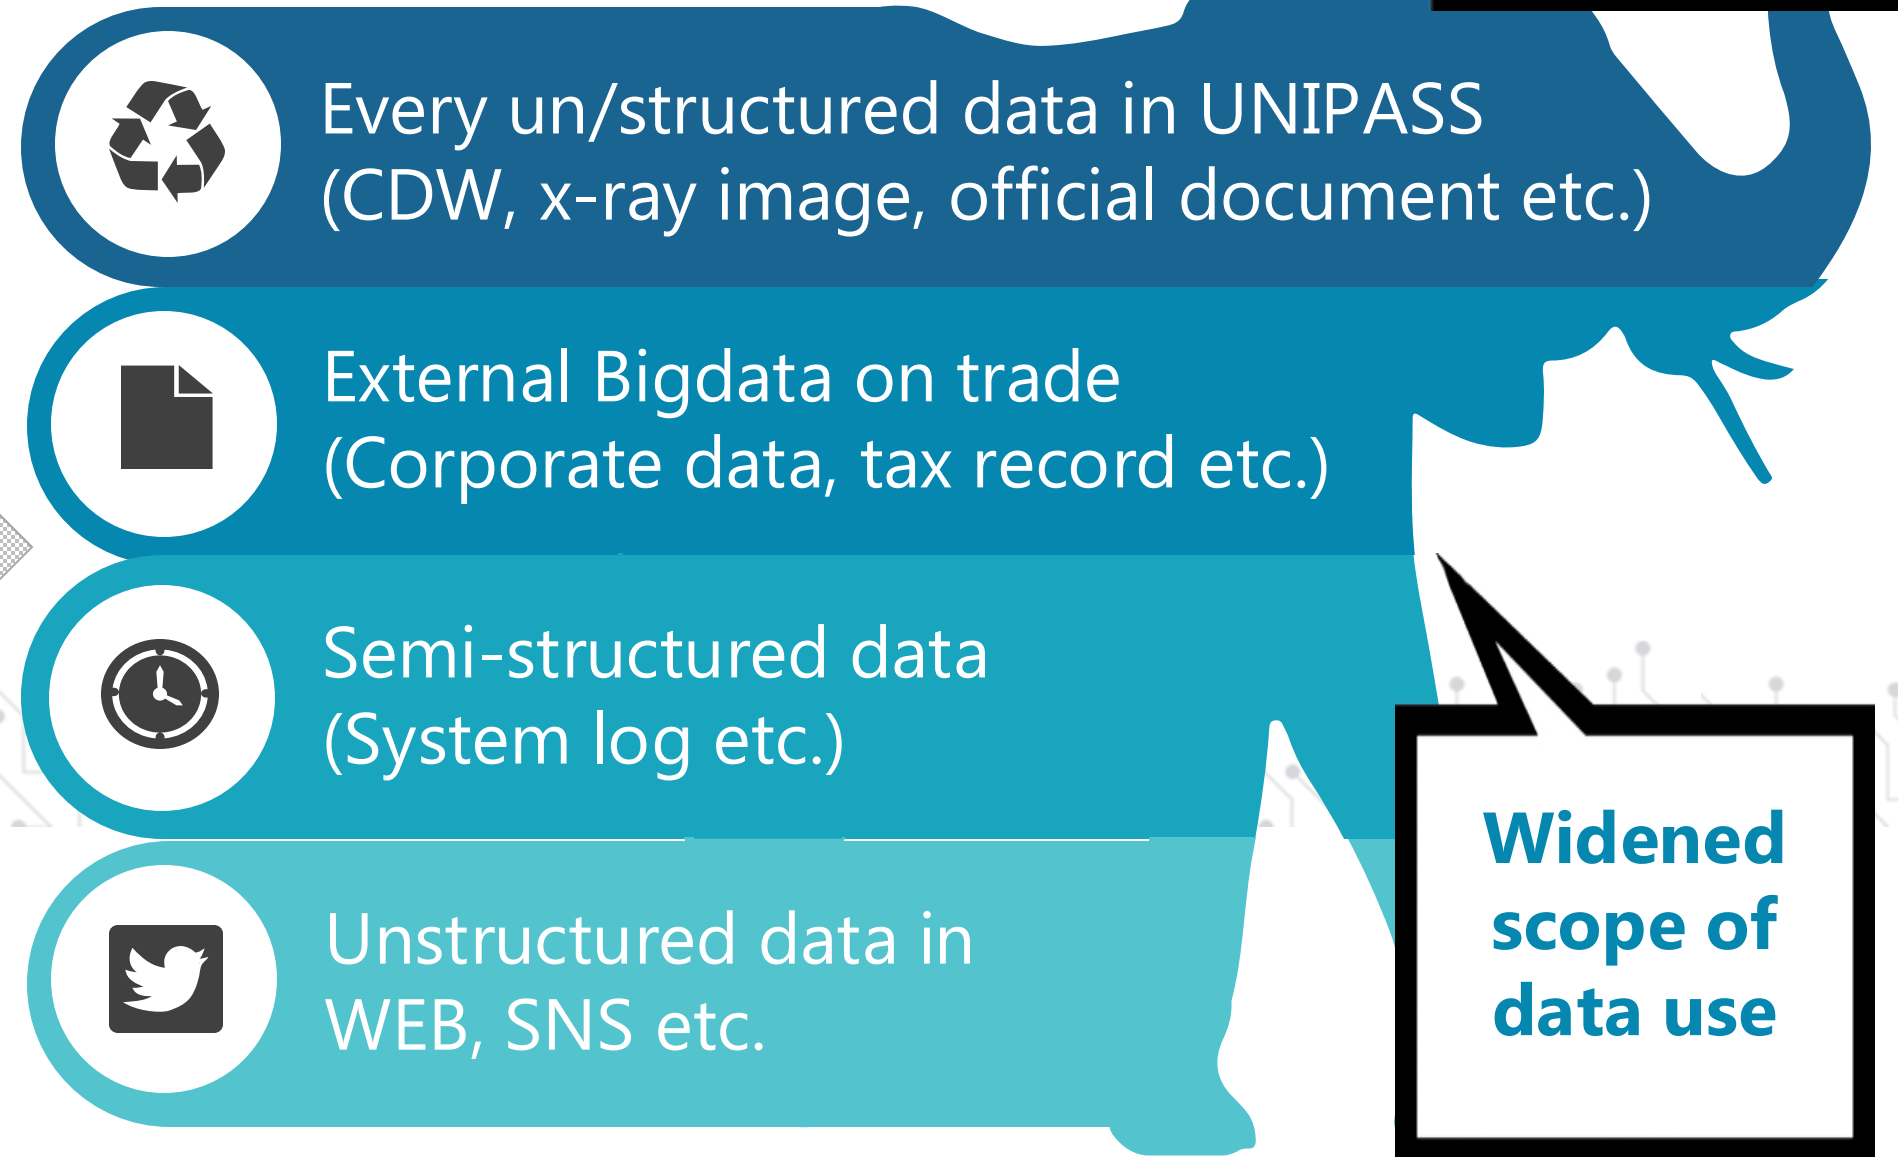 Every un/structured data in UNIPASS
(CDW, x-ray image, official document etc.)
External Bigdata on trade
(Corporate data, tax record etc.)
Semi-structured data
(System log etc.)
Unstructured data in
WEB, SNS etc.
Widened
scope of
data use